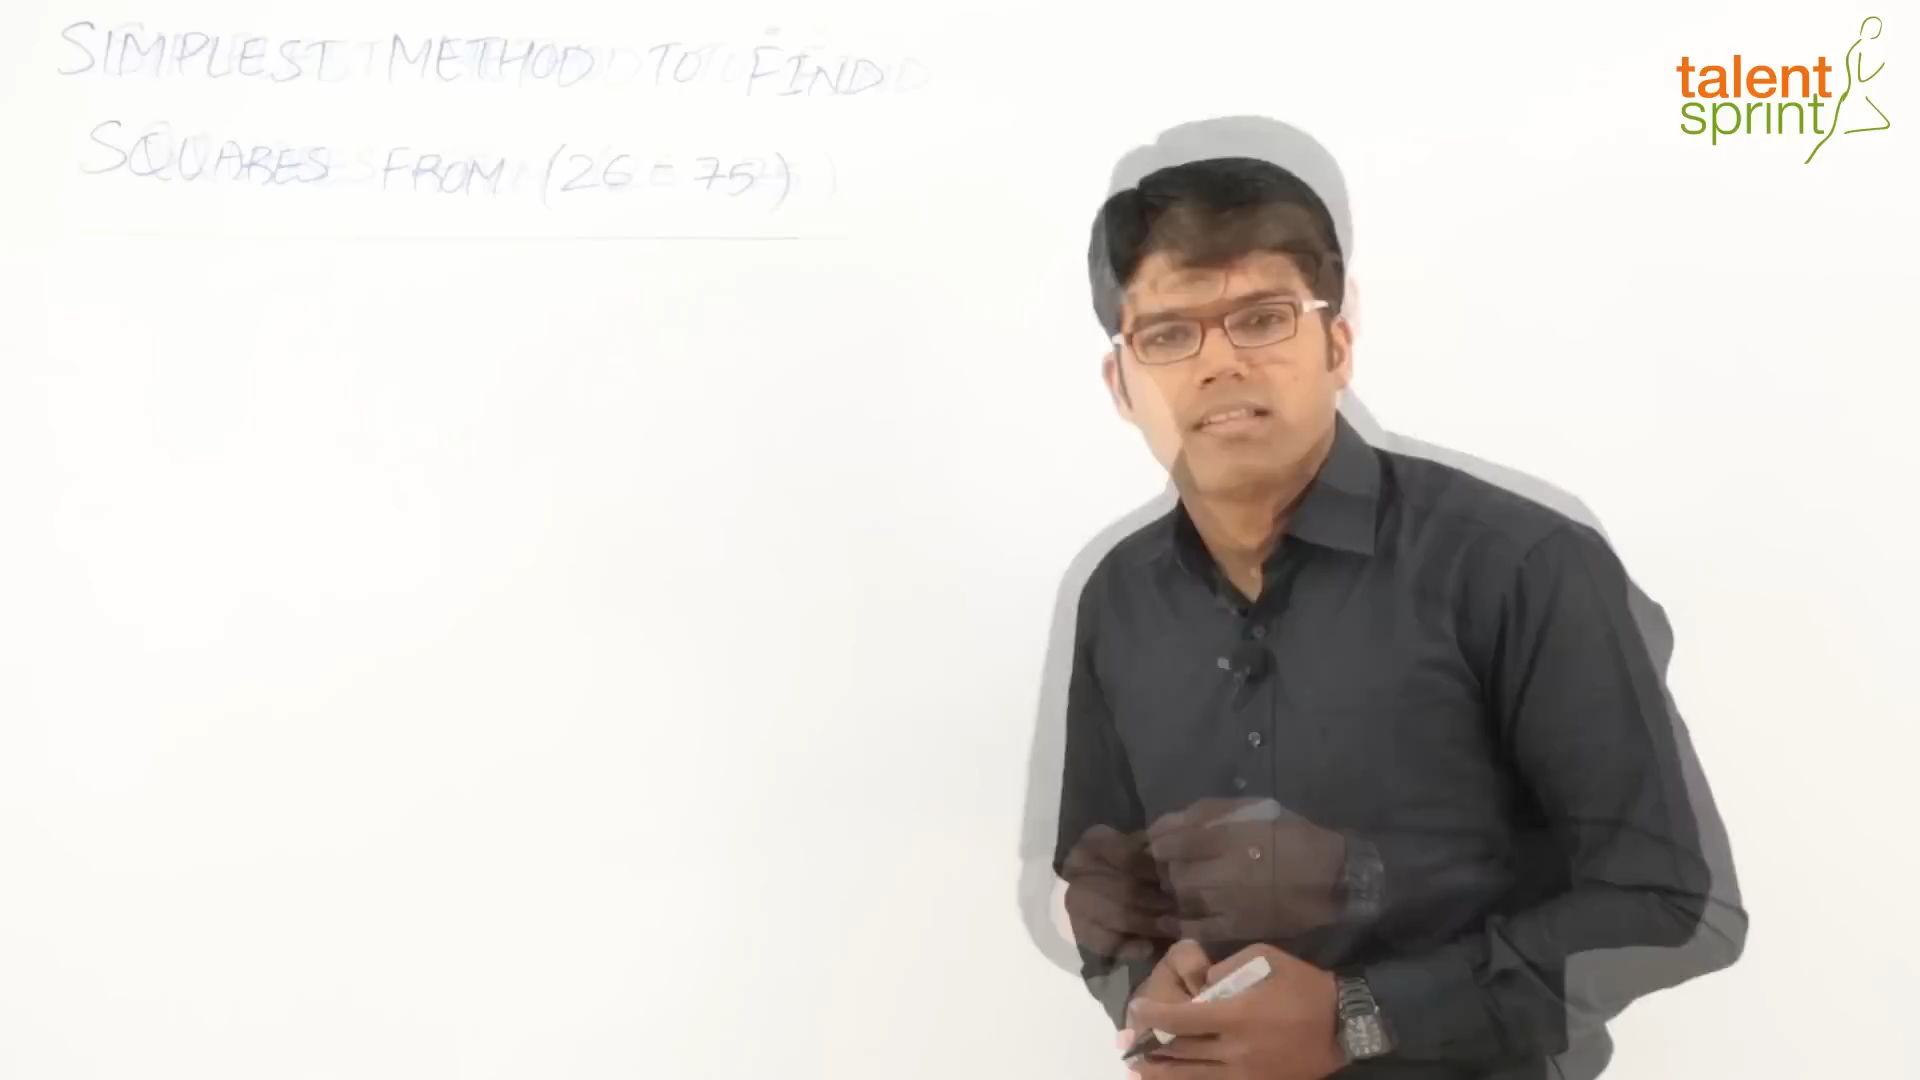 SIMPLEST METHOD TO FIND
SQUARES FROM (26 - 75)
talent
sprint